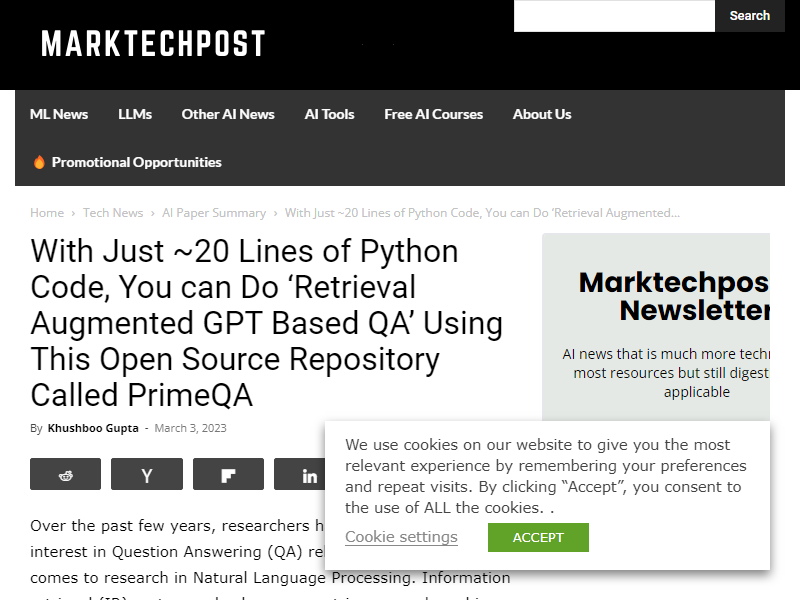 Search
MARKTECHPOST
ML News
LLMs
Other AI News
AI Tools
Free AI Courses
About Us
Promotional Opportunities
Home › Tech News › AI Paper Summary › With Just ~20 Lines of Python Code, You can Do ‘Retrieval Augmented...
With Just ~20 Lines of Python
Code, You can Do ‘Retrieval
Augmented GPT Based QA’ Using
This Open Source Repository
Called PrimeQA
By Khushboo Gupta - March 3, 2023
Marktechpos
Newsletter
AI news that is much more techn
most resources but still digest
applicable
Over the past few years, researchers h
interest in Question Answering (QA) rel
comes to research in Natural Language Processing. Information
We use cookies on our website to give you the most
relevant experience by remembering your preferences
and repeat visits. By clicking “Accept”, you consent to
the use of ALL the cookies. .
Cookie settings
ACCEPT